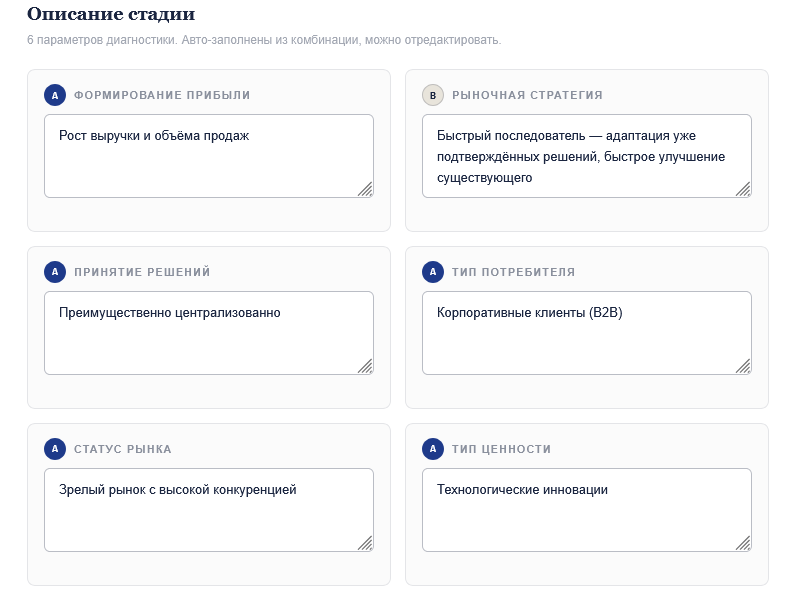 Описание стадии
6 параметров диагностики. Авто-заполнены из комбинации, можно отредактировать.
A ФОРМИРОВАНИЕ ПРИБЫЛИ
Рост выручки и объёма продаж
B РЫНОЧНАЯ СТРАТЕГИЯ
Быстрый последователь — адаптация уже
подтверждённых решений, быстрое улучшение
существующего
A ПРИНЯТИЕ РЕШЕНИЙ
Преимущественно централизованно
A ТИП ПОТРЕБИТЕЛЯ
Корпоративные клиенты (B2B)
A СТАТУС РЫНКА
Зрелый рынок с высокой конкуренцией
A ТИП ЦЕННОСТИ
Технологические инновации